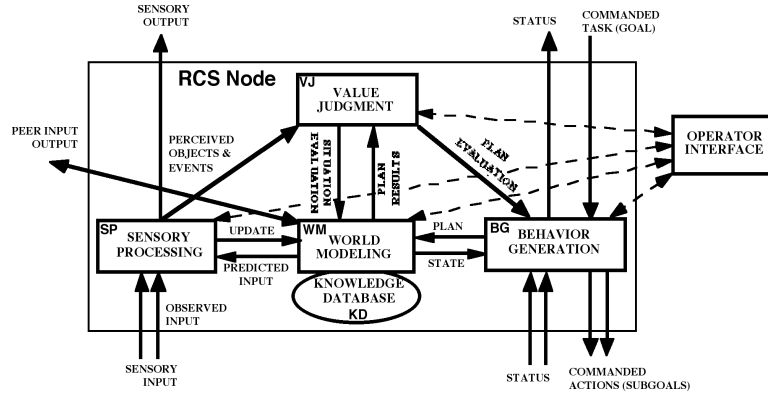 SENSORY
OUTPUT
STATUS
COMMANDED
TASK (GOAL)
RCS Node
VJ
VALUE
JUDGMENT
PEER INPUT
OUTPUT
PERCEIVED
OBJECTS &
EVENTS
SITUATION
EVALUATION
PLAN
RESULTS
PLAN
EVALUATION
OPERATOR
INTERFACE
SP
SENSORY
PROCESSING
UPDATE
WM
WORLD
MODELING
PLAN
BG
BEHAVIOR
GENERATION
PREDICTED
INPUT
STATE
KNOWLEDGE
DATABASE
KD
OBSERVED
INPUT
SENSORY
INPUT
STATUS
COMMANDED
ACTIONS (SUBGOALS)